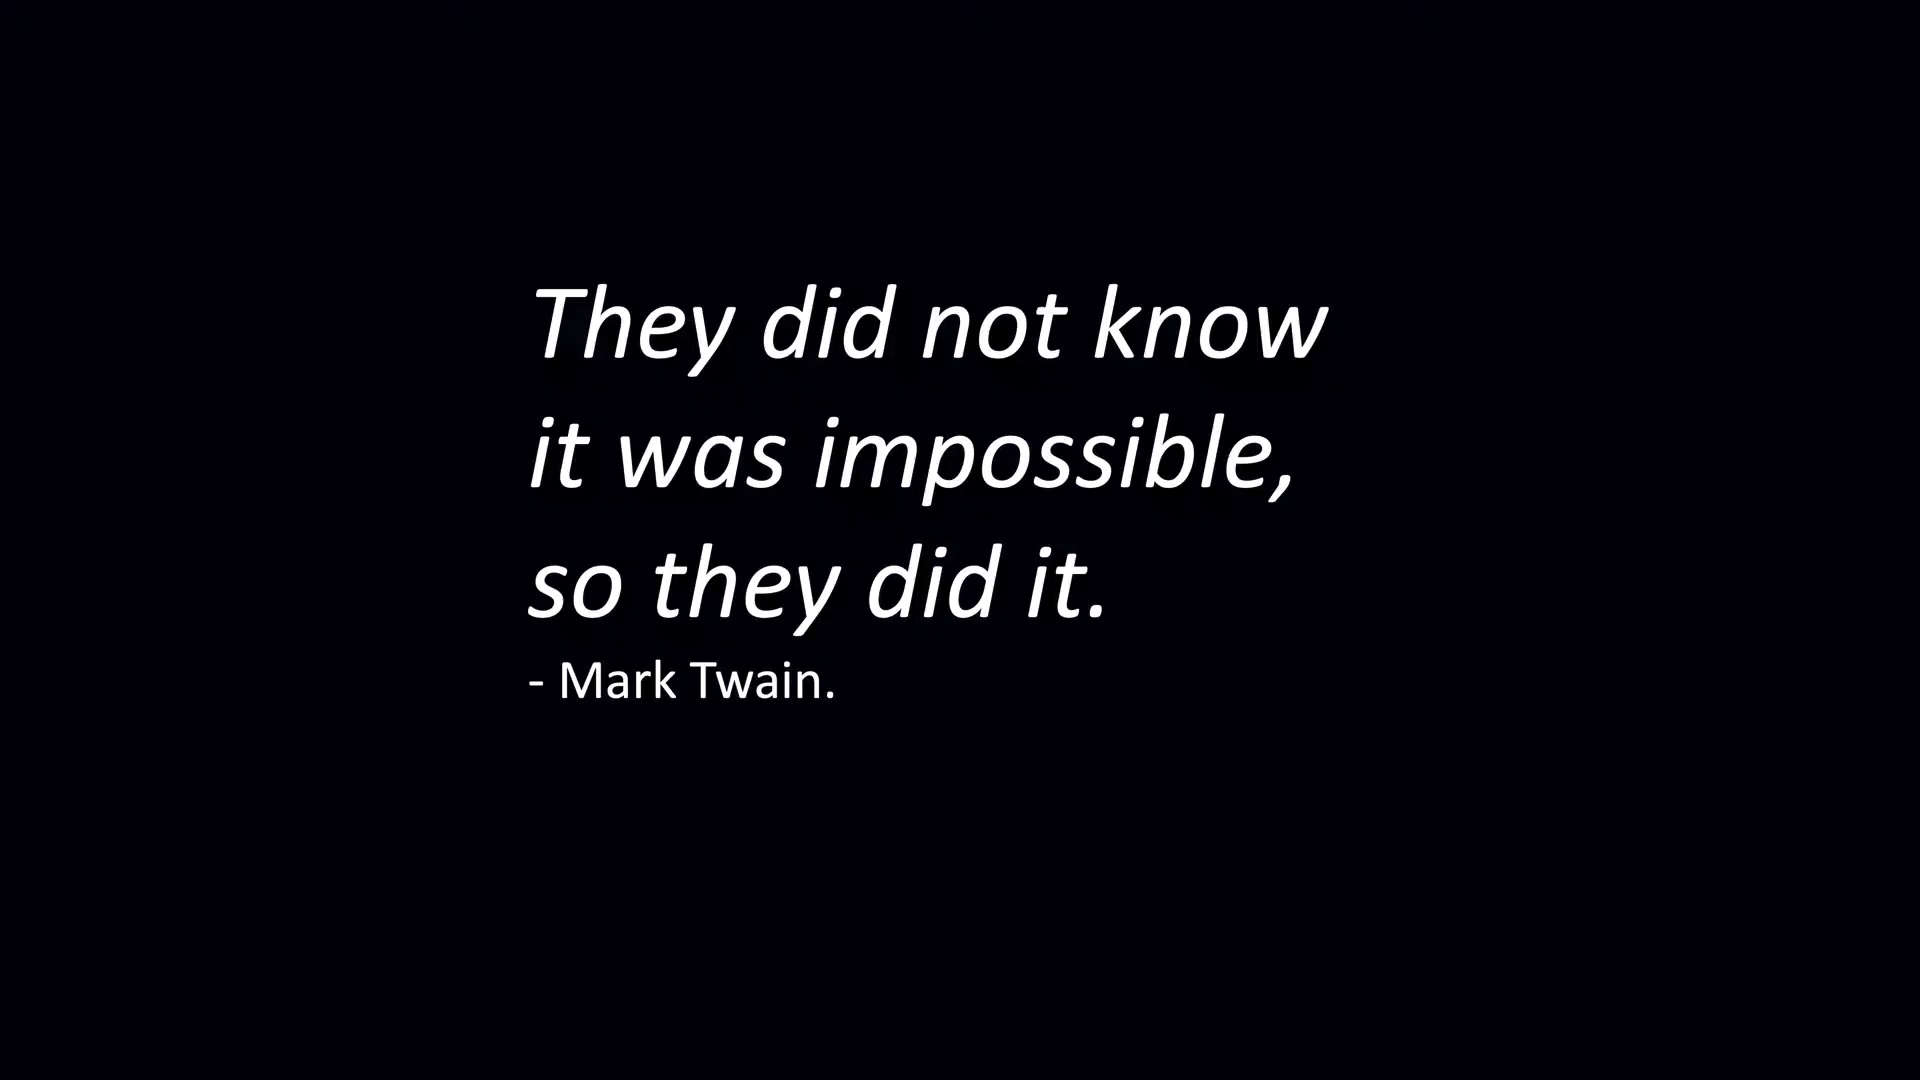 They did not know
it was impossible,
so they did it.
- Mark Twain.